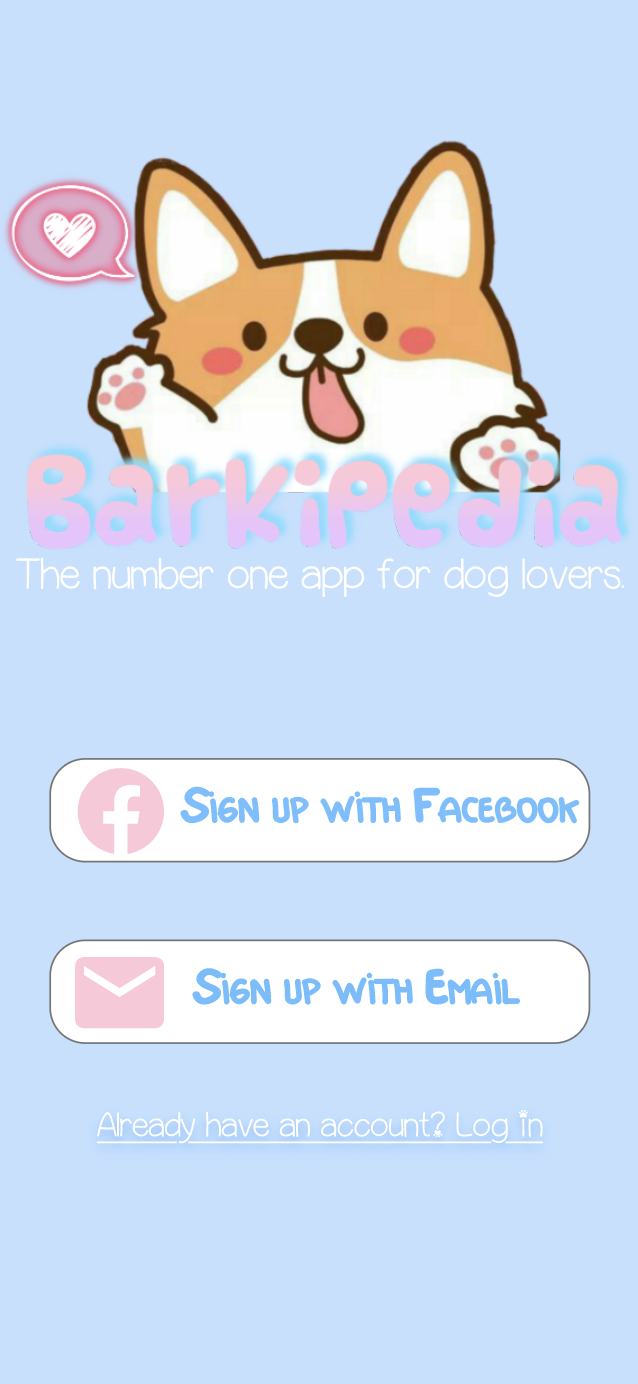 Barkipedia
The number one app for dog lovers.
Sign up with Facebook
Sign up with Email
Already have an account? Log in